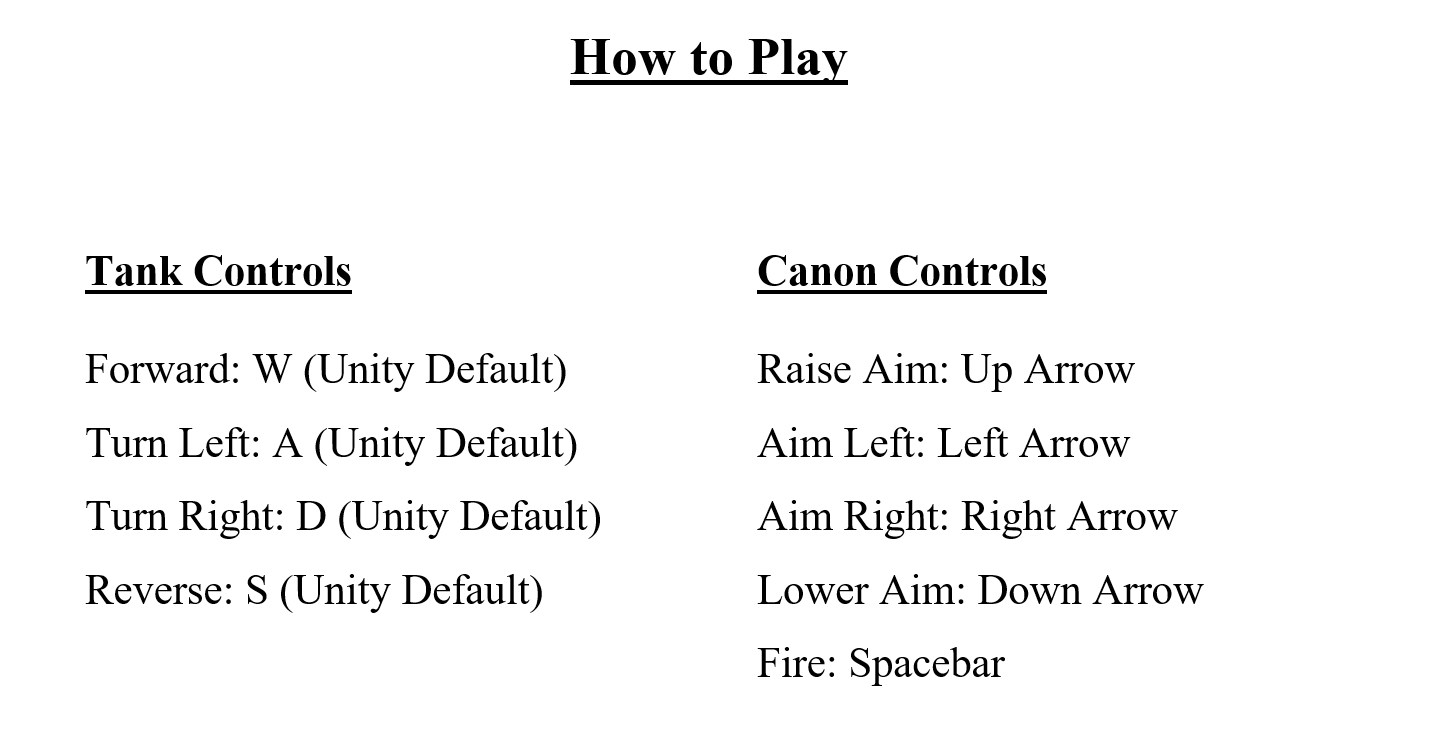 How to Play
Tank Controls
Forward: W (Unity Default)
Turn Left: A (Unity Default)
Turn Right: D (Unity Default)
Reverse: S (Unity Default)
Canon Controls
Raise Aim: Up Arrow
Aim Left: Left Arrow
Aim Right: Right Arrow
Lower Aim: Down Arrow
Fire: Spacebar